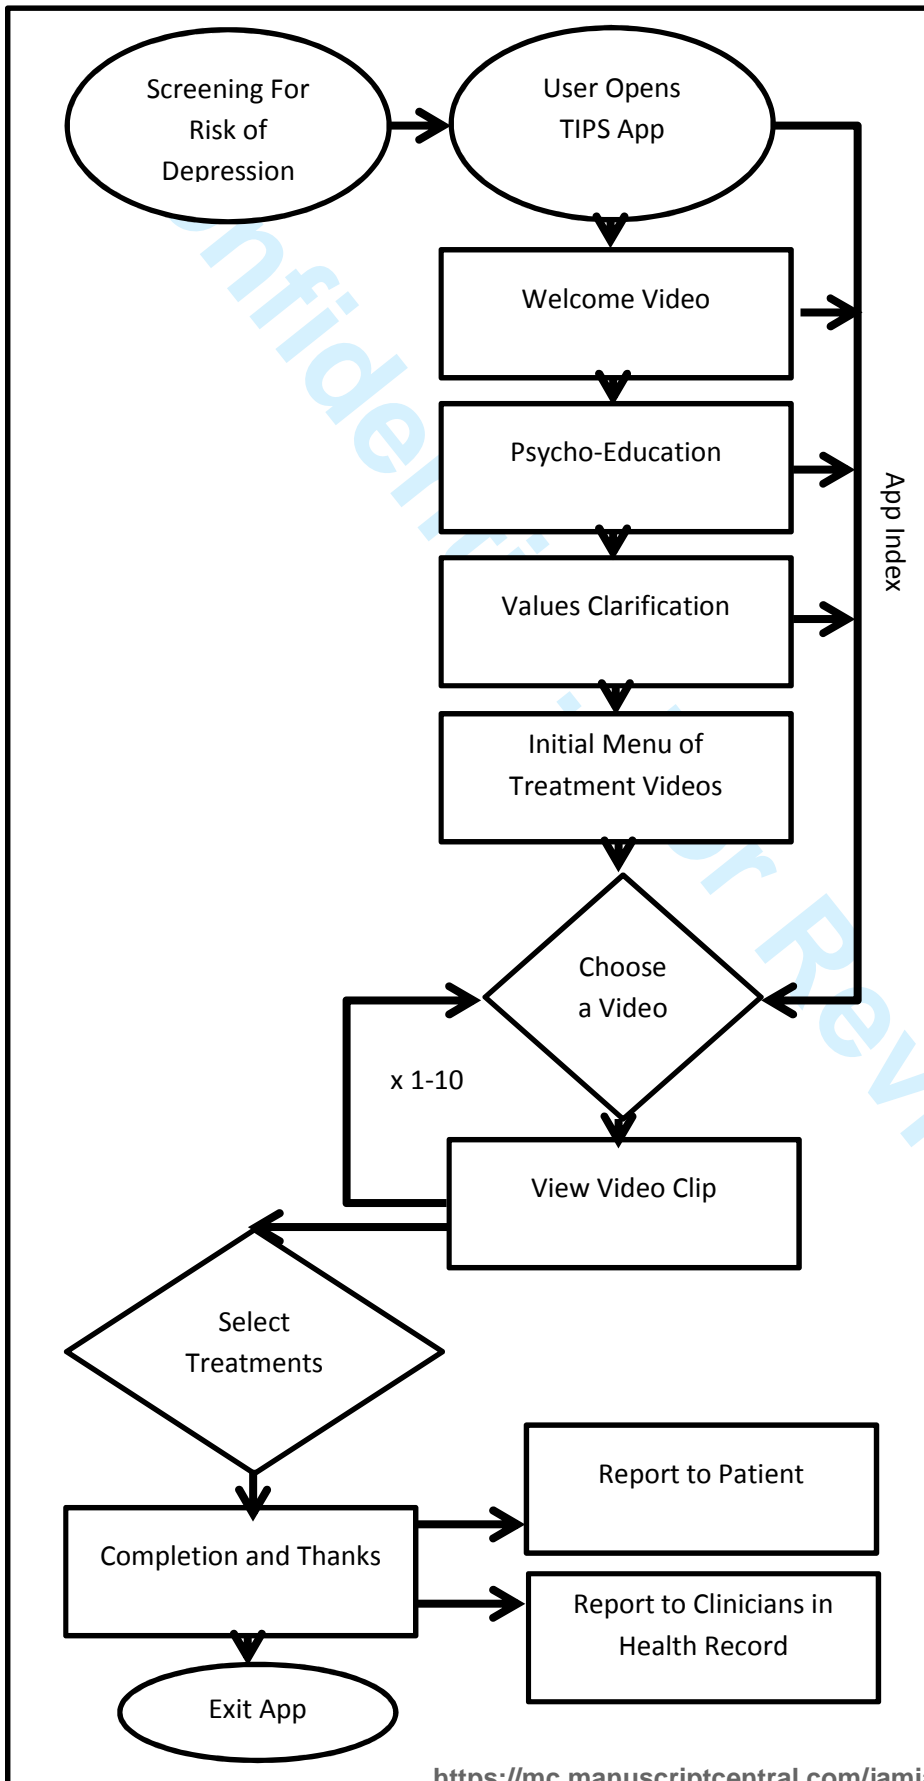 Screening For
Risk of
Depression
User Opens
TIPS App
Welcome Video
Psycho-Education
Values Clarification
App Index
Initial Menu of
Treatment Videos
Choose
a Video
x 1-10
View Video Clip
Select
Treatments
Report to Patient
Completion and Thanks
Report to Clinicians in
Health Record
Exit App